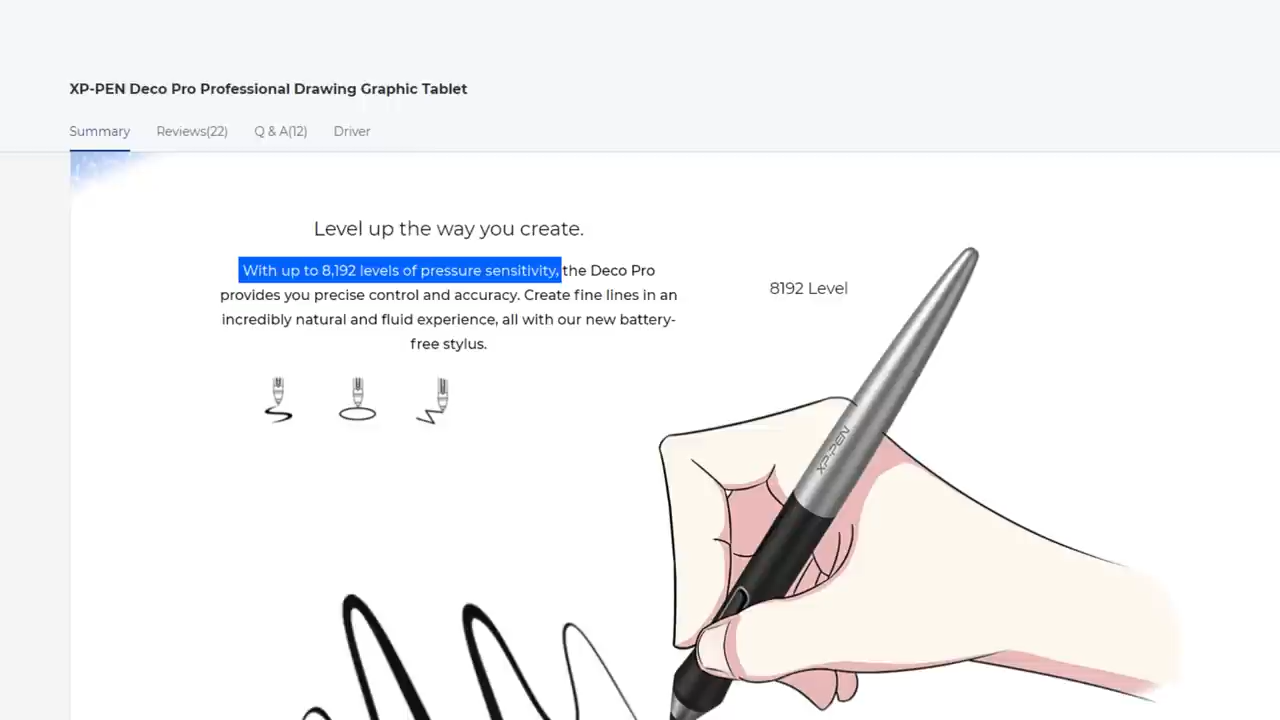 XP-PEN Deco Pro Professional Drawing Graphic Tablet
Summary Reviews(22) Q & A(12) Driver
Level up the way you create.
With up to 8,192 levels of pressure sensitivity, the Deco Pro
provides you precise control and accuracy. Create fine lines in an
incredibly natural and fluid experience, all with our new battery-
free stylus.
8192 Level
XP-PEN